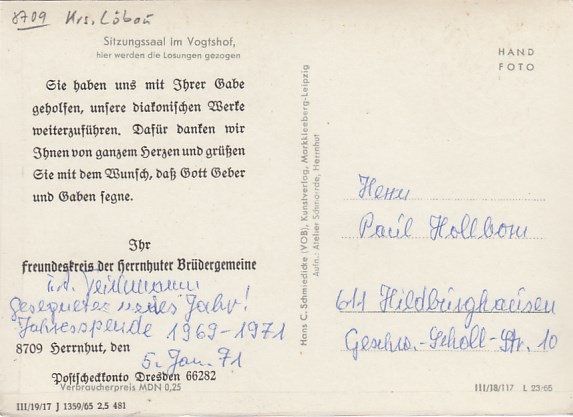 8709 Krs. Löbau
Sitzungssaal im Vogtshof,
hier werden die Losungen gezogen
Sie haben uns mit Ihrer Gabe
geholfen, unsere diakonischen Werke
weiterzuführen. Dafür danken wir
Ihnen von ganzem Herzen und grüßen
Sie mit dem Wunsch, daß Gott Geber
und Gaben segne.
Ihr
Freundeskreis der Herrnhuter Brüdergemeine
gesegnetes neues Jahr!
Jahresspende 1969-1971
8709 Herrnhut, den
5. Jan. 71
Postscheckonto Dresden 66282
Verbraucherpreis MDN 0,25
III/19/17 J 1359/65 2,5 481
Hans C. Schmiedicke (VOB), Kunstverlag, Markkleeberg-Leipzig
Aufn.: Atelier Schmorrde, Herrnhut
HAND
FOTO
Herrn
Paul Hollbom
611 Hildburghausen
Geschw.-Scholl-Str. 10
III/18/117 L 23/65